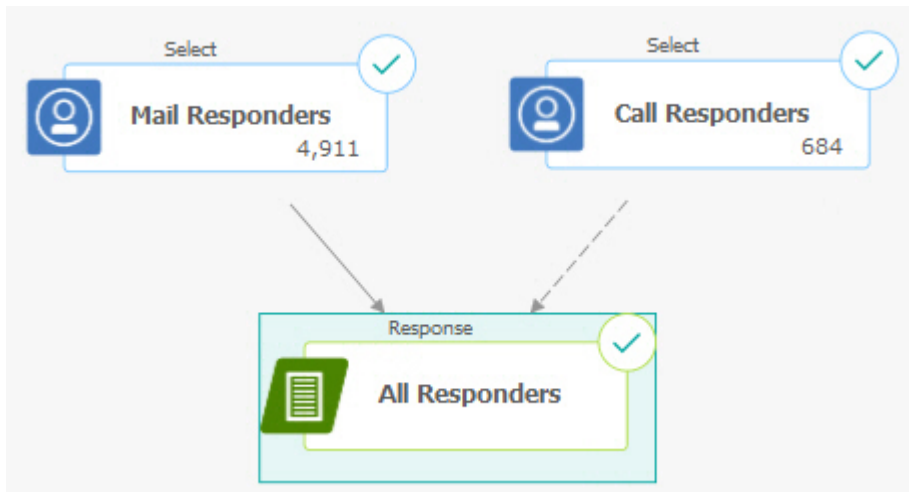 Select
Mail Responders
4,911
Select
Call Responders
684
Response
All Responders